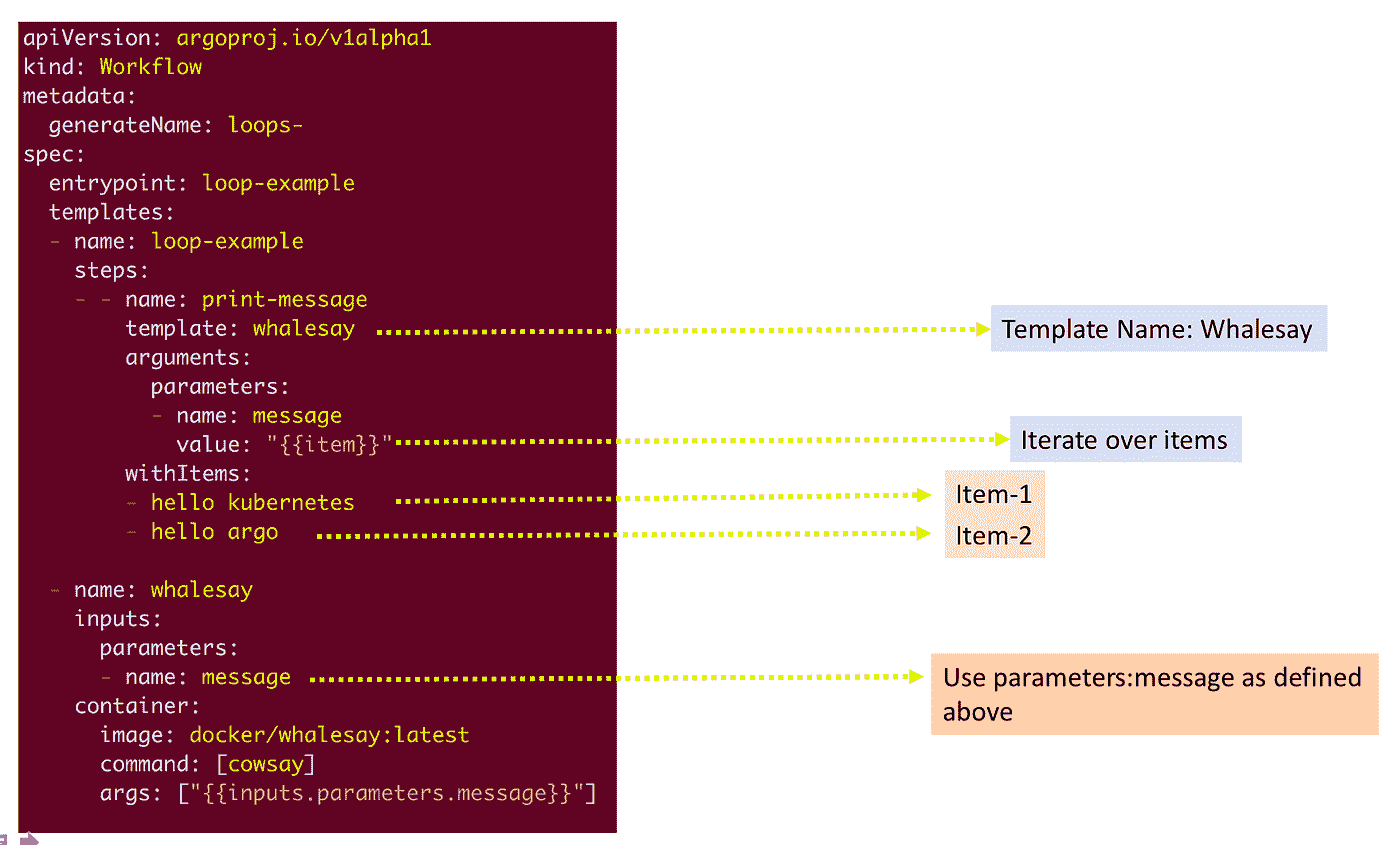 apiVersion: argoproj.io/v1alpha1
kind: Workflow
metadata:
  generateName: loops-
spec:
  entrypoint: loop-example
  templates:
  - name: loop-example
    steps:
    - - name: print-message
        template: whalesay
        arguments:
          parameters:
          - name: message
            value: "{{item}}"
        withItems:
        - hello kubernetes
        - hello argo
  - name: whalesay
    inputs:
      parameters:
      - name: message
    container:
      image: docker/whalesay:latest
      command: [cowsay]
      args: ["{{inputs.parameters.message}}"]
Template Name: Whalesay
Iterate over items
Item-1
Item-2
Use parameters:message as defined
above